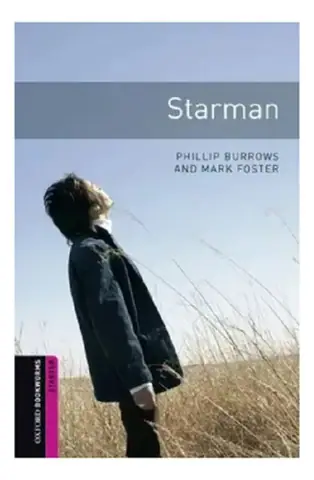 Starman
PHILLIP BURROWS
AND MARK FOSTER
OXFORD BOOKWORMS
STARTER